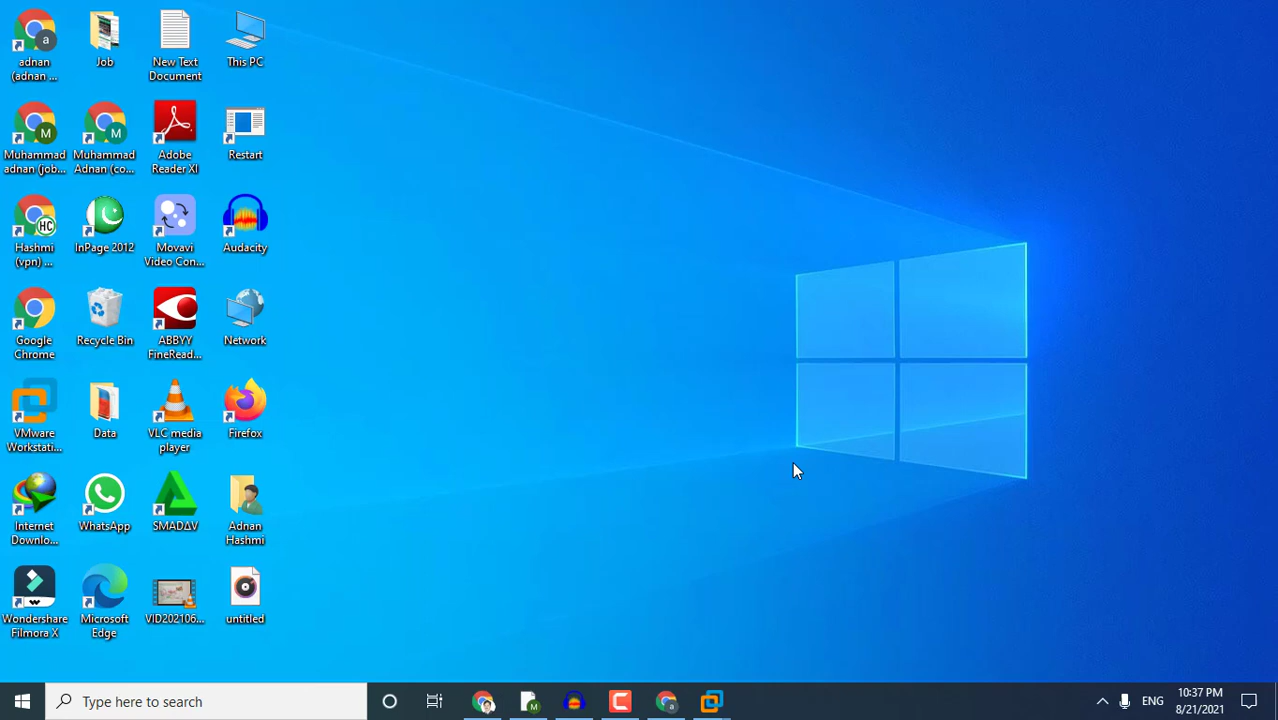 adnan
(adnan ...
Job
New Text
Document
This PC
Muhammad
adnan (job...
Muhammad
Adnan (co...
Adobe
Reader XI
Restart
Hashmi
(vpn) ...
InPage 2012
Movavi
Video Con...
Audacity
Google
Chrome
Recycle Bin
ABBYY
FineRead...
Network
VMware
Workstati...
Data
VLC media
player
Firefox
Internet
Downlo...
WhatsApp
SMADΔV
Adnan
Hashmi
Wondershare
Filmora X
Microsoft
Edge
VID202106...
untitled
Type here to search
ENG
10:37 PM
8/21/2021